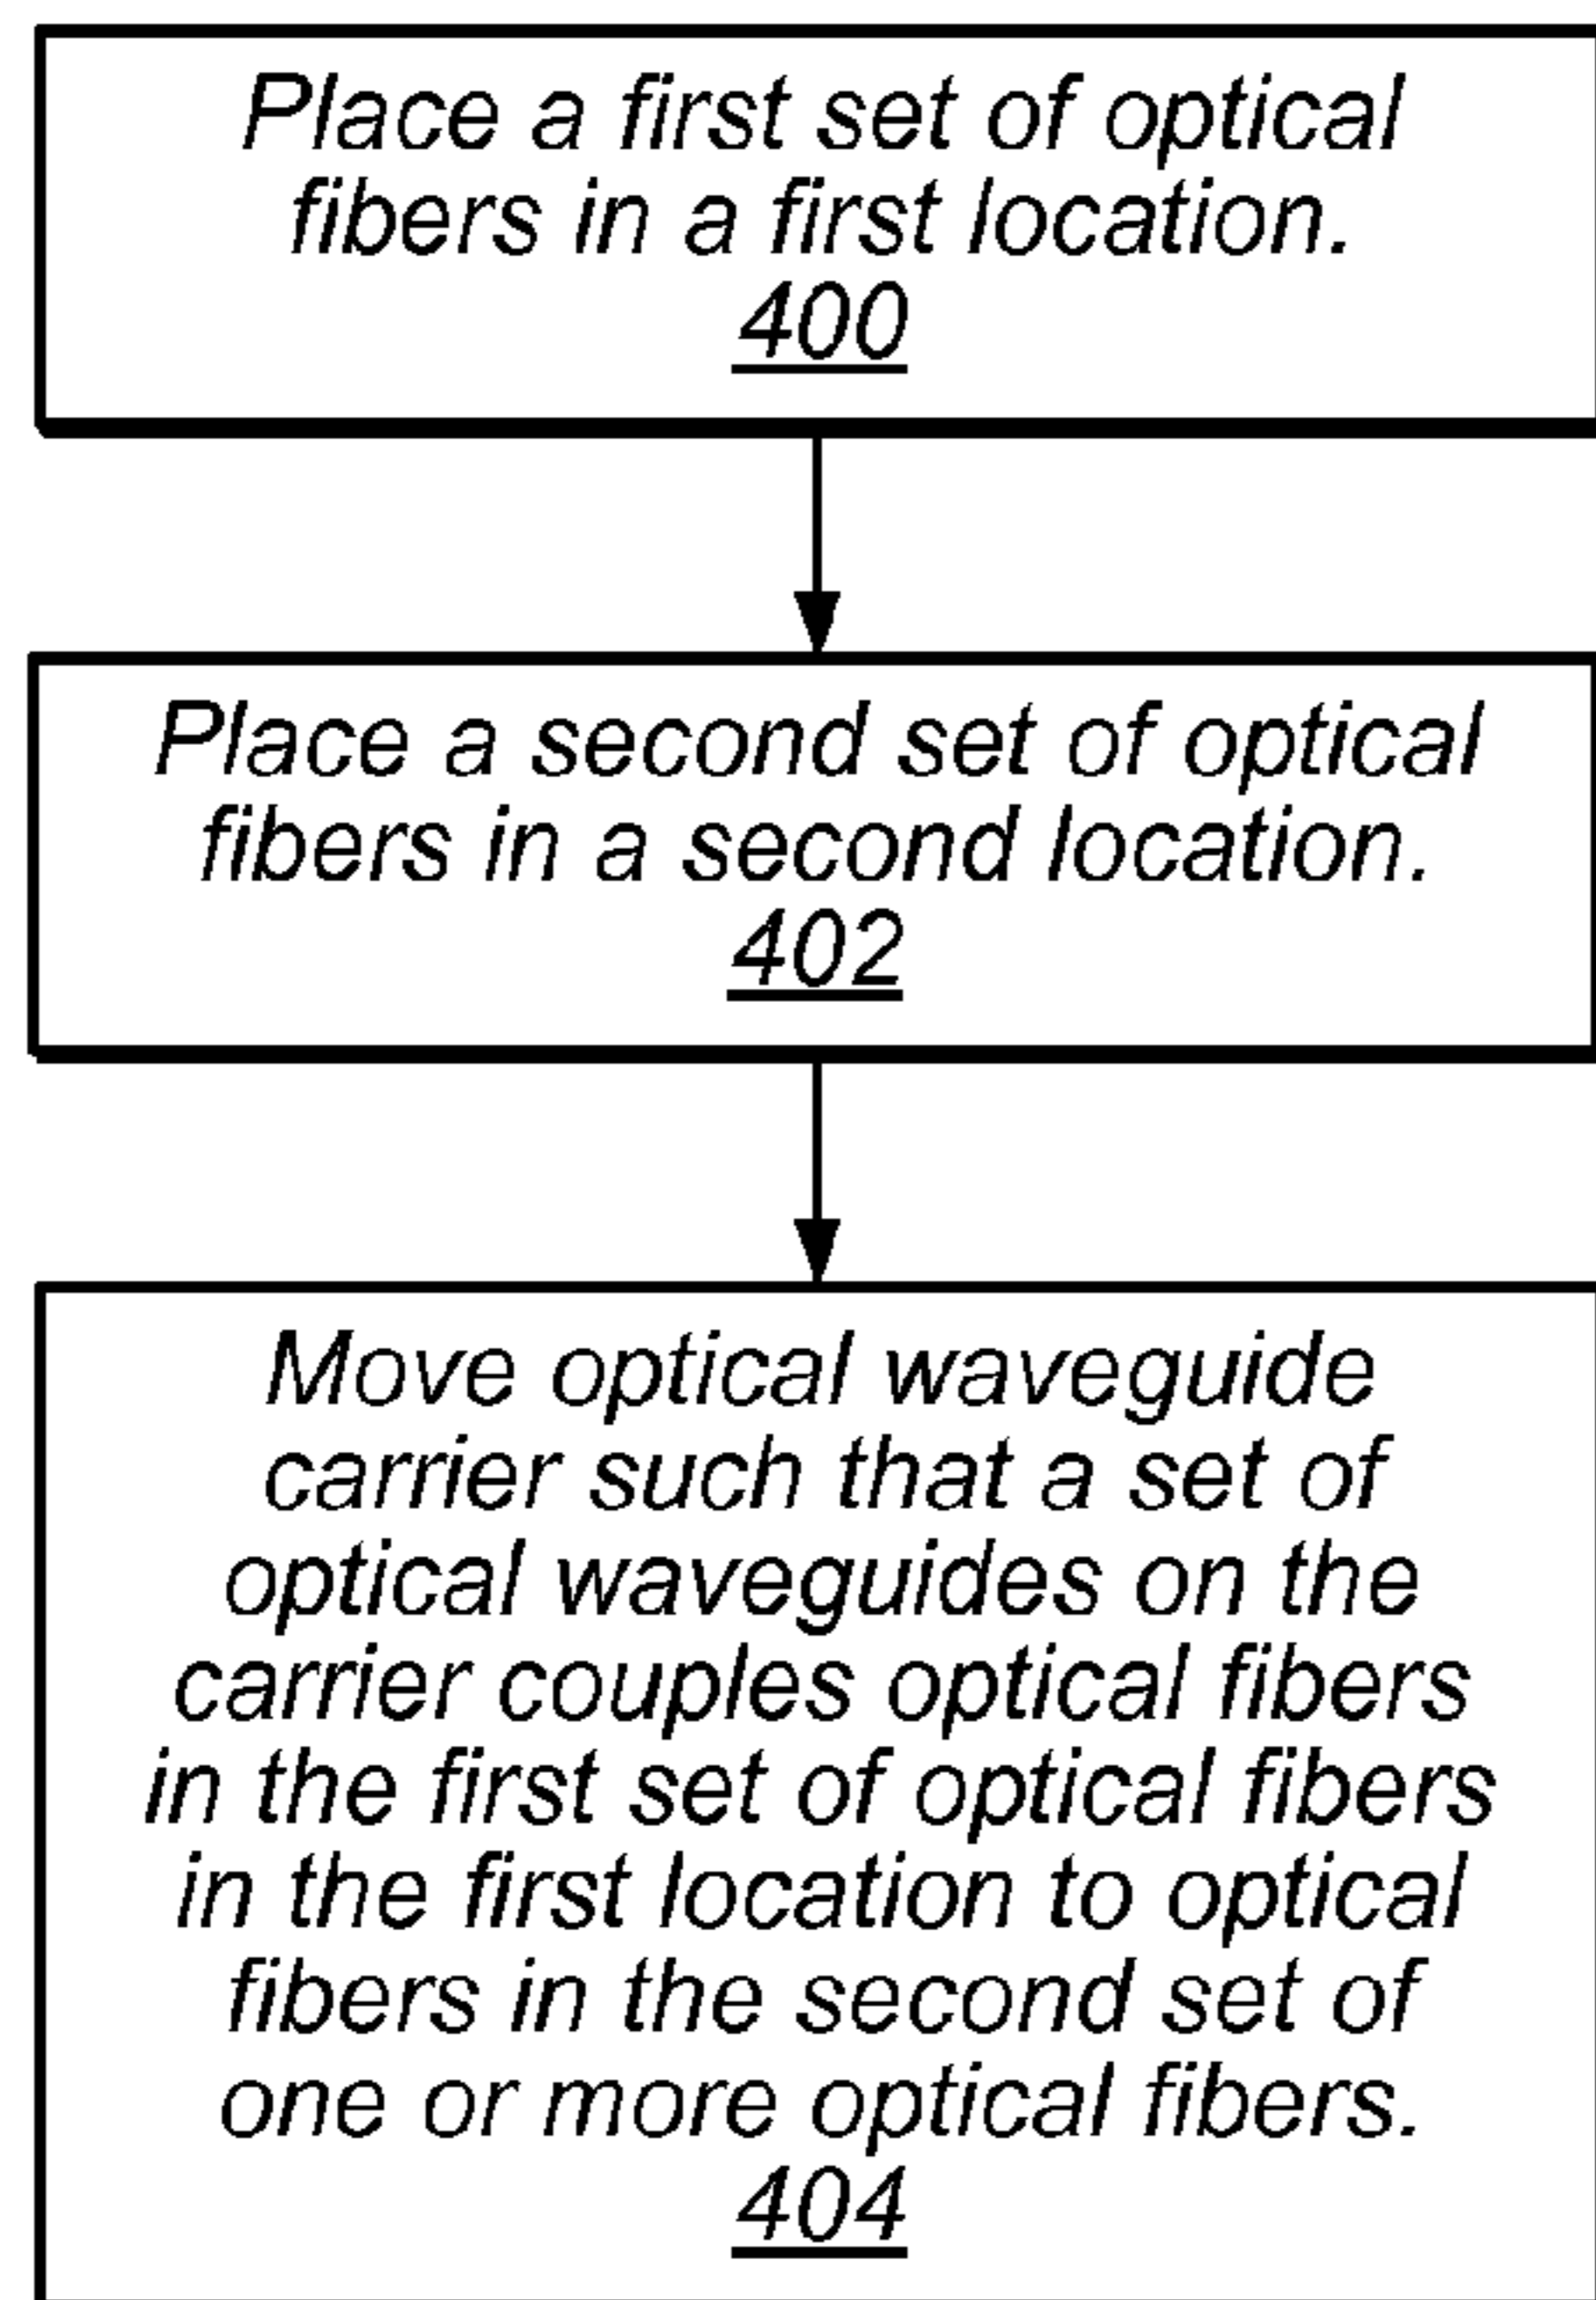 Place a first set of optical
fibers in a first location.
400
Place a second set of optical
fibers in a second location.
402
Move optical waveguide
carrier such that a set of
optical waveguides on the
carrier couples optical fibers
in the first set of optical fibers
in the first location to optical
fibers in the second set of
one or more optical fibers.
404